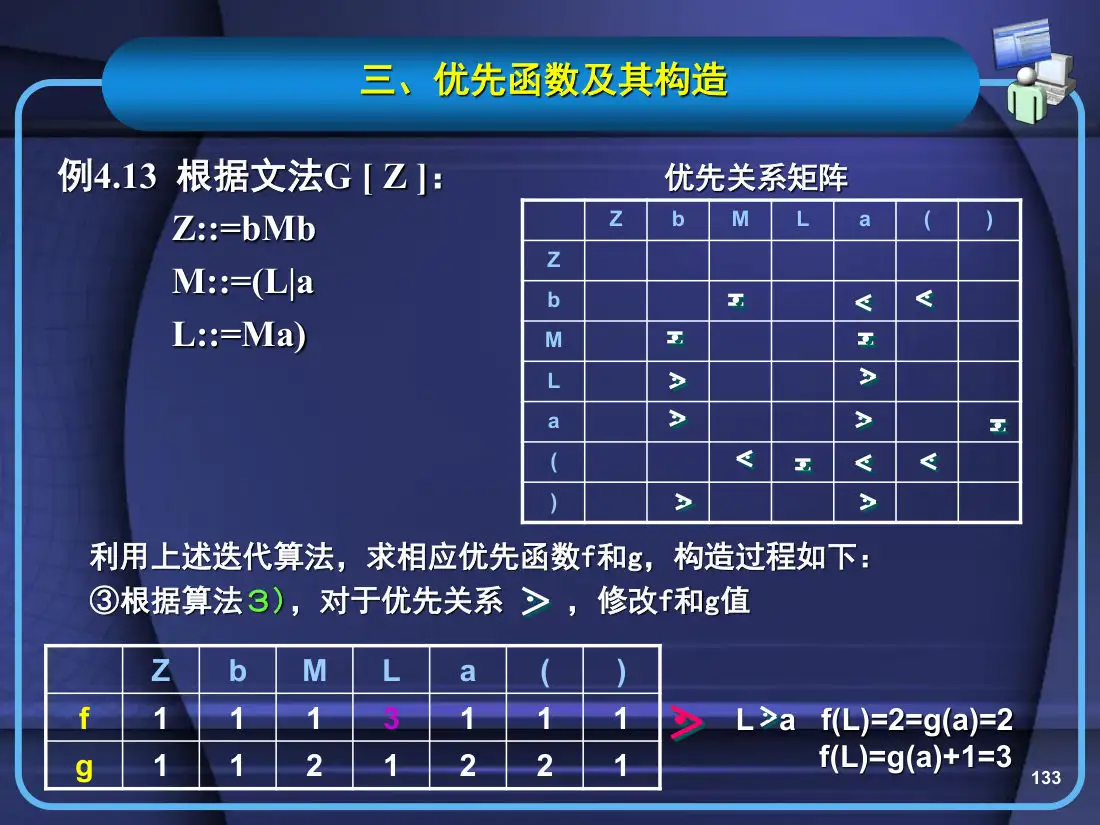 三、优先函数及其构造
例4.13 根据文法G [ Z ]：
Z::=bMb
M::=(L|a
L::=Ma)
优先关系矩阵
Z b M L a ( )
Z
b ≖ ⋖ ⋖
M ≖ ≖
L ⋗ ⋗
a ⋗ ⋗ ≖
( ⋖ ≖ ⋖ ⋖
) ⋗ ⋗
利用上述迭代算法，求相应优先函数f和g，构造过程如下：
③根据算法３)，对于优先关系 ⋗ ，修改f和g值
Z b M L a ( )
f 1 1 1 3 1 1 1
g 1 1 2 1 2 2 1
⋗ L⋗a f(L)=2=g(a)=2
f(L)=g(a)+1=3
133